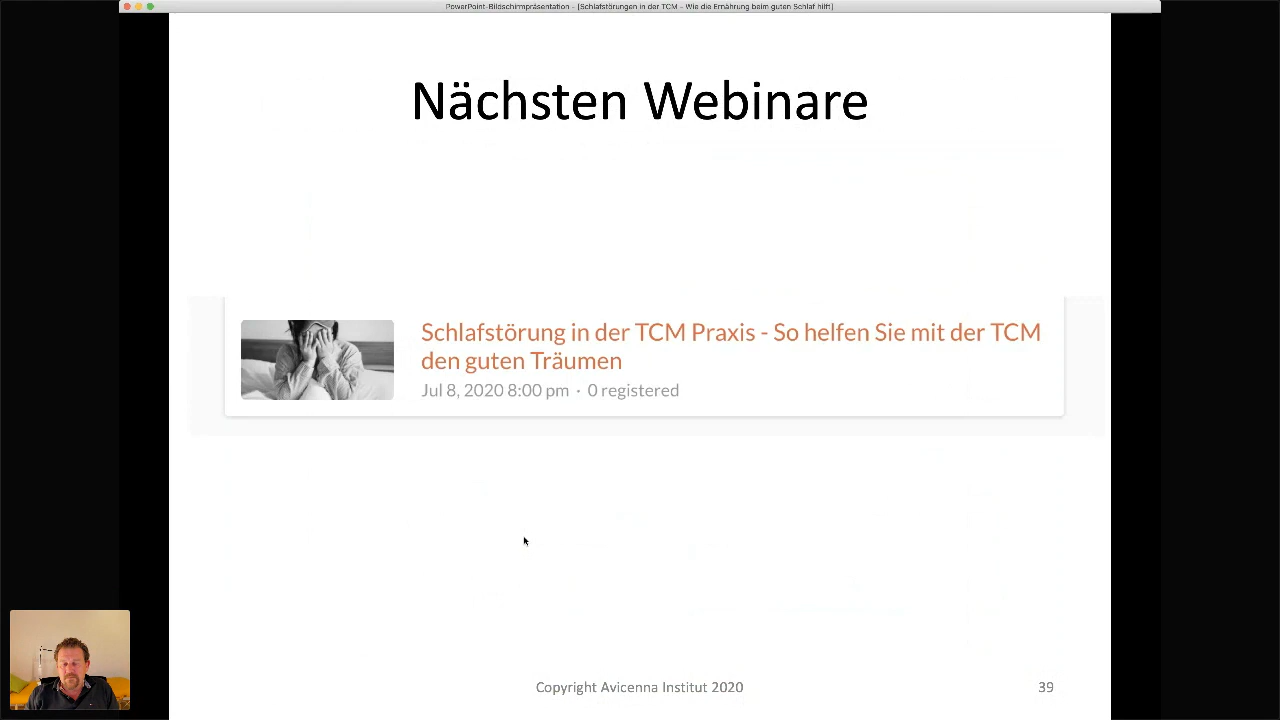 PowerPoint-Bildschirmpräsentation - [Schlafstörungen in der TCM - Wie die Ernährung beim guten Schlaf hilft]
Nächsten Webinare
Schlafstörung in der TCM Praxis - So helfen Sie mit der TCM
den guten Träumen
Jul 8, 2020 8:00 pm · 0 registered
Copyright Avicenna Institut 2020
39